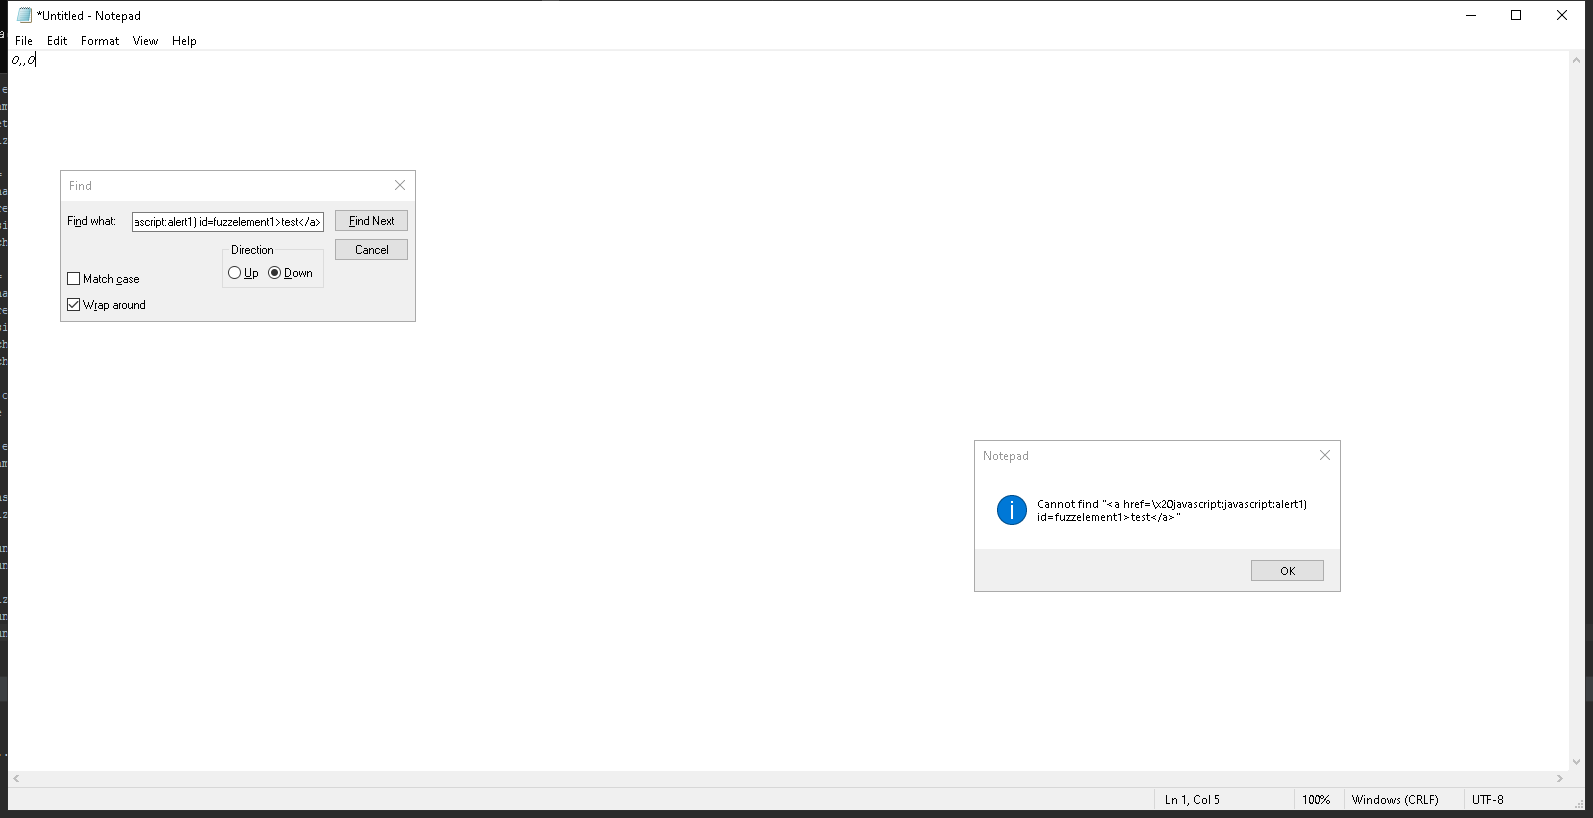 *Untitled - Notepad
File Edit Format View Help
0,,0
Find
Find what: ascript:alert1) id=fuzzelement1>test</a> Find Next
Direction Cancel
Up Down
Match case
Wrap around
Notepad
Cannot find "<a href=\x20javascript:javascript:alert1)
id=fuzzelement1>test</a>"
OK
Ln 1, Col 5 100% Windows (CRLF) UTF-8